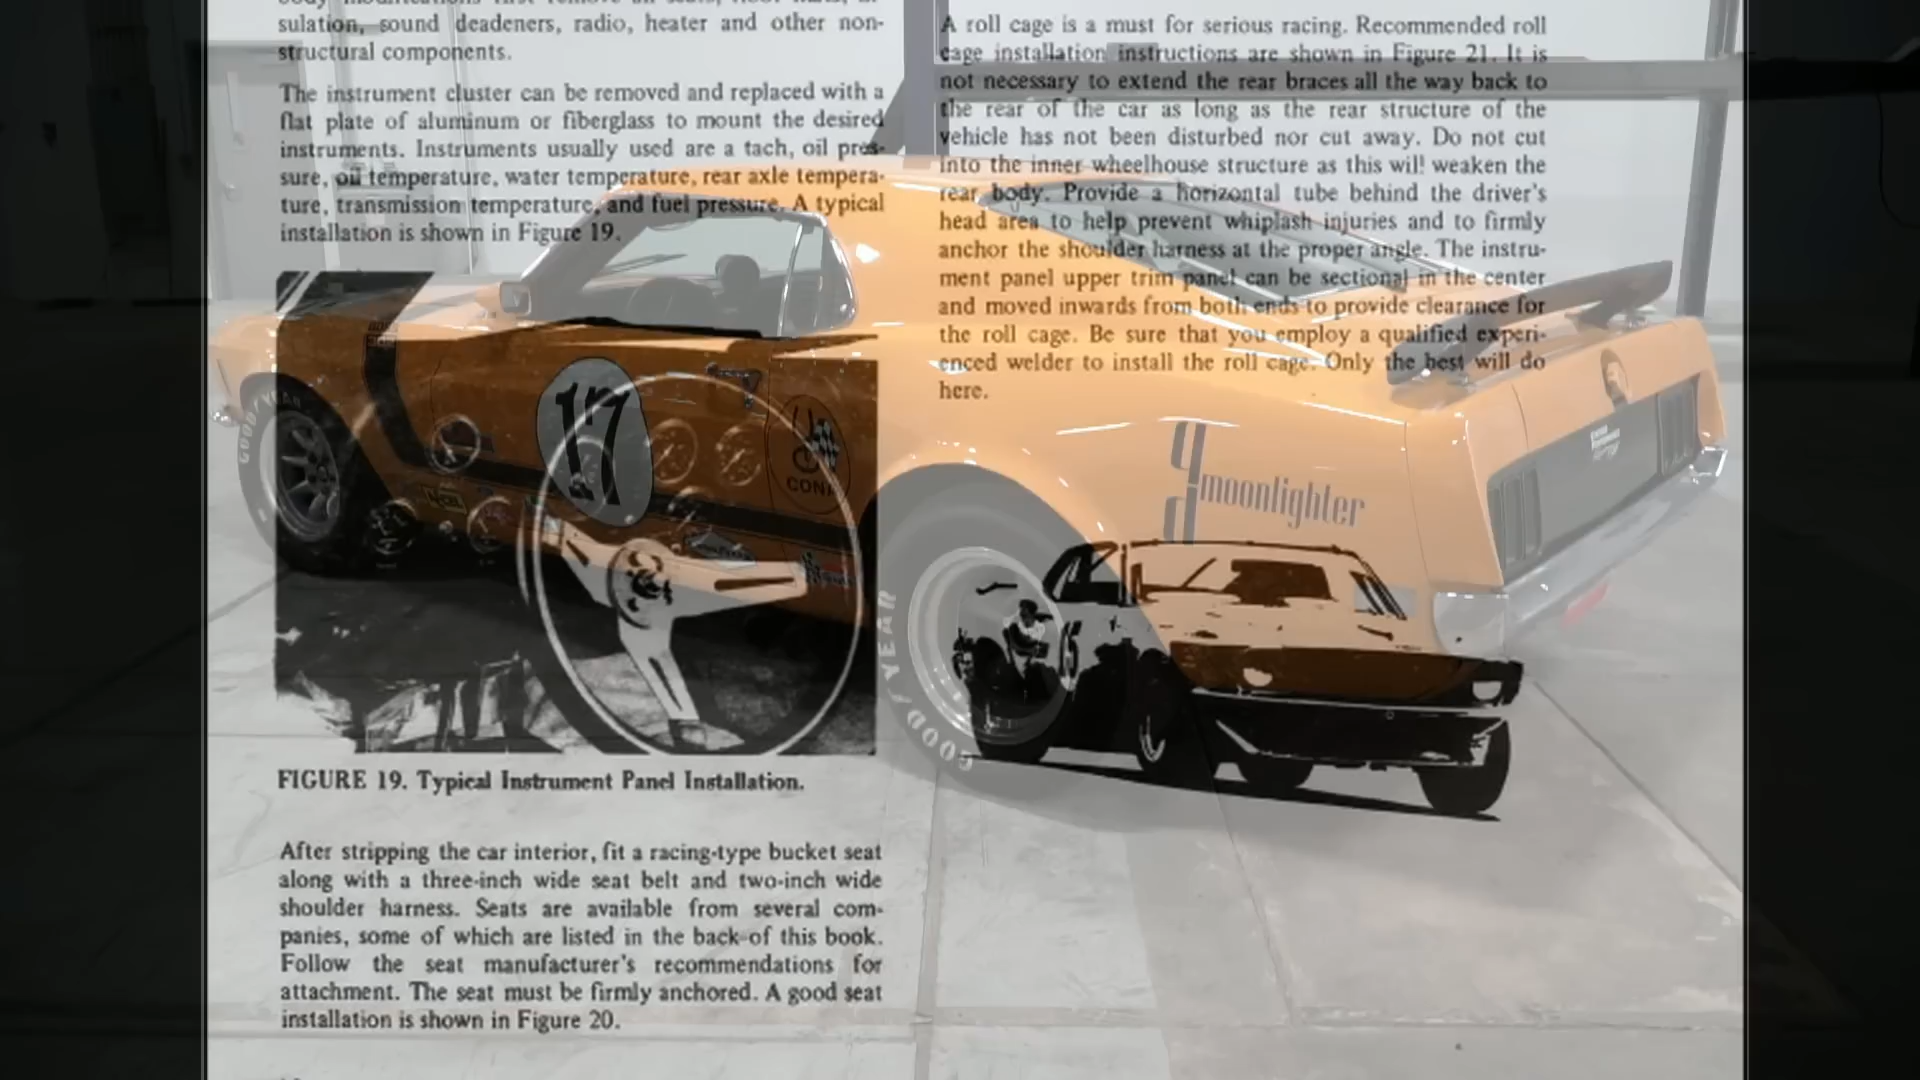 sulation, sound deadeners, radio, heater and other non-
structural components.
The instrument cluster can be removed and replaced with a
flat plate of aluminum or fiberglass to mount the desired
instruments. Instruments usually used are a tach, oil pres-
sure, oil temperature, water temperature, rear axle tempera-
ture, transmission temperature, and fuel pressure. A typical
installation is shown in Figure 19.
FIGURE 19. Typical Instrument Panel Installation.
After stripping the car interior, fit a racing-type bucket seat
along with a three-inch wide seat belt and two-inch wide
shoulder harness. Seats are available from several com-
panies, some of which are listed in the back of this book.
Follow the seat manufacturer's recommendations for
attachment. The seat must be firmly anchored. A good seat
installation is shown in Figure 20.
A roll cage is a must for serious racing. Recommended roll
cage installation instructions are shown in Figure 21. It is
not necessary to extend the rear braces all the way back to
the rear of the car as long as the rear structure of the
vehicle has not been disturbed nor cut away. Do not cut
into the inner wheelhouse structure as this will weaken the
rear body. Provide a horizontal tube behind the driver's
head area to help prevent whiplash injuries and to firmly
anchor the shoulder harness at the proper angle. The instru-
ment panel upper trim panel can be sectional in the center
and moved inwards from both ends to provide clearance for
the roll cage. Be sure that you employ a qualified experi-
enced welder to install the roll cage. Only the best will do
here.
17
GOODYEAR
CONI
moonlighter
GOODYEAR